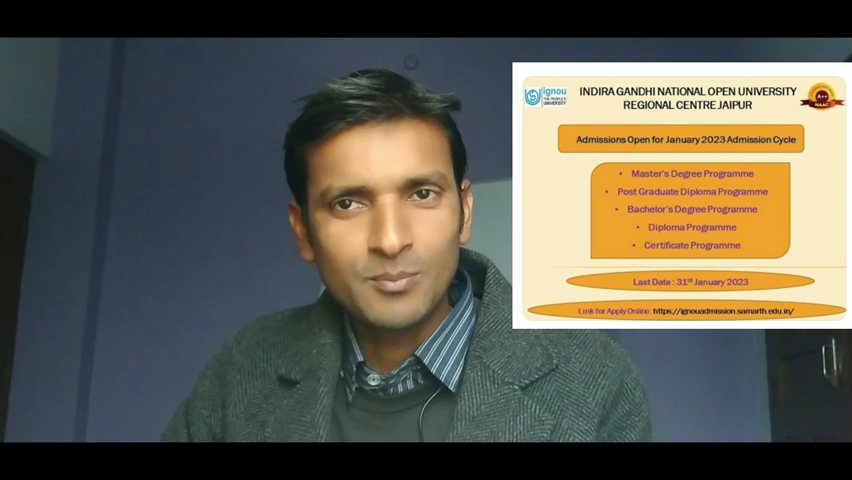 ignou
THE PEOPLE'S
UNIVERSITY
INDIRA GANDHI NATIONAL OPEN UNIVERSITY
REGIONAL CENTRE JAIPUR
A++
NAAC
Admissions Open for January 2023 Admission Cycle
• Master's Degree Programme
• Post Graduate Diploma Programme
• Bachelor's Degree Programme
• Diploma Programme
• Certificate Programme
Last Date : 31st January 2023
Link for Apply Online: https://ignouadmission.samarth.edu.in/